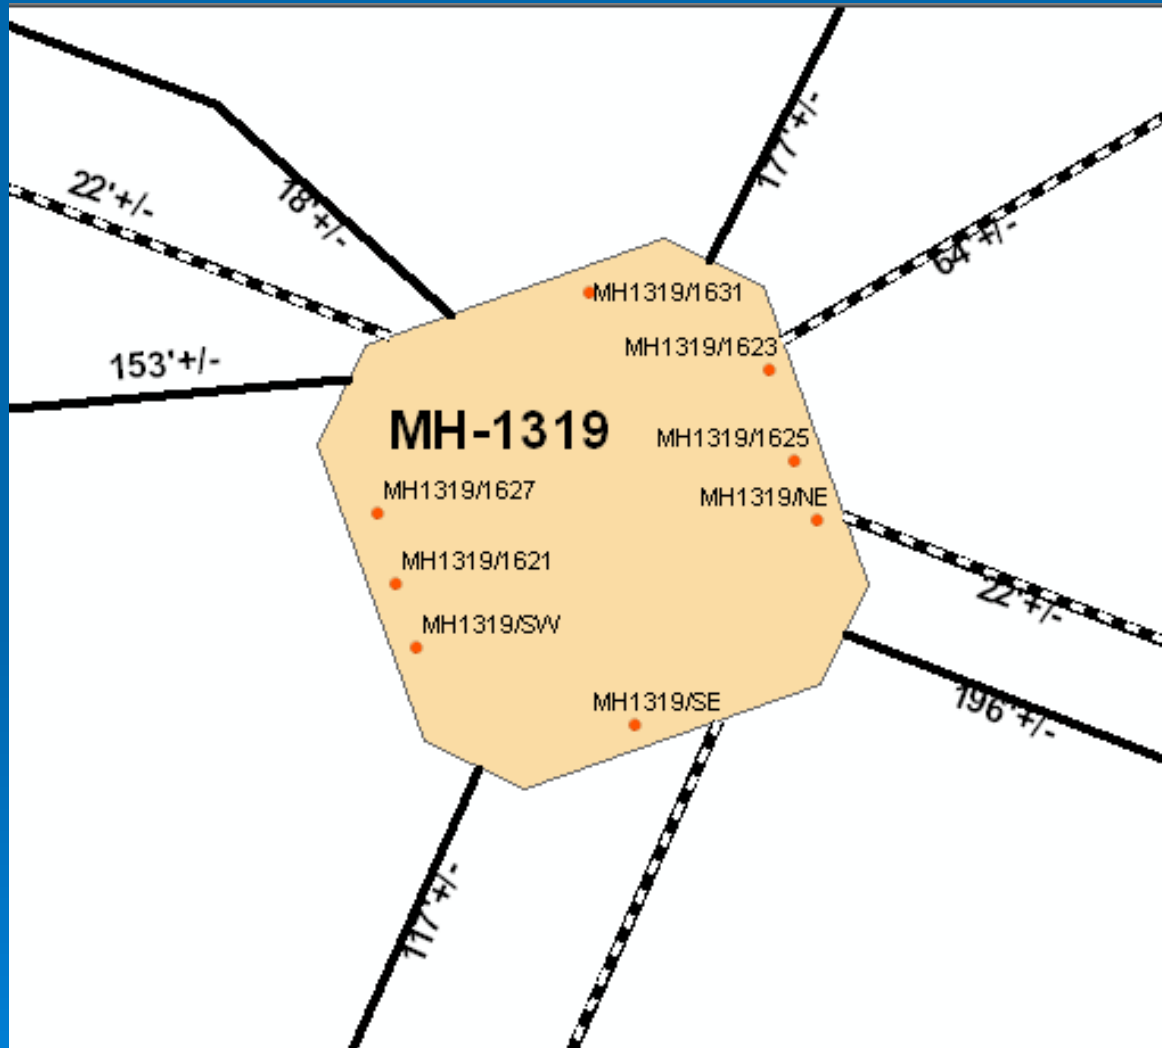 177'+/-
22'+/-
18'+/-
64'+/-
MH1319/1631
MH1319/1623
153'+/-
MH-1319
MH1319/1625
MH1319/1627
MH1319/NE
MH1319/1621
22'+/-
MH1319/SW
MH1319/SE
196'+/-
117'+/-